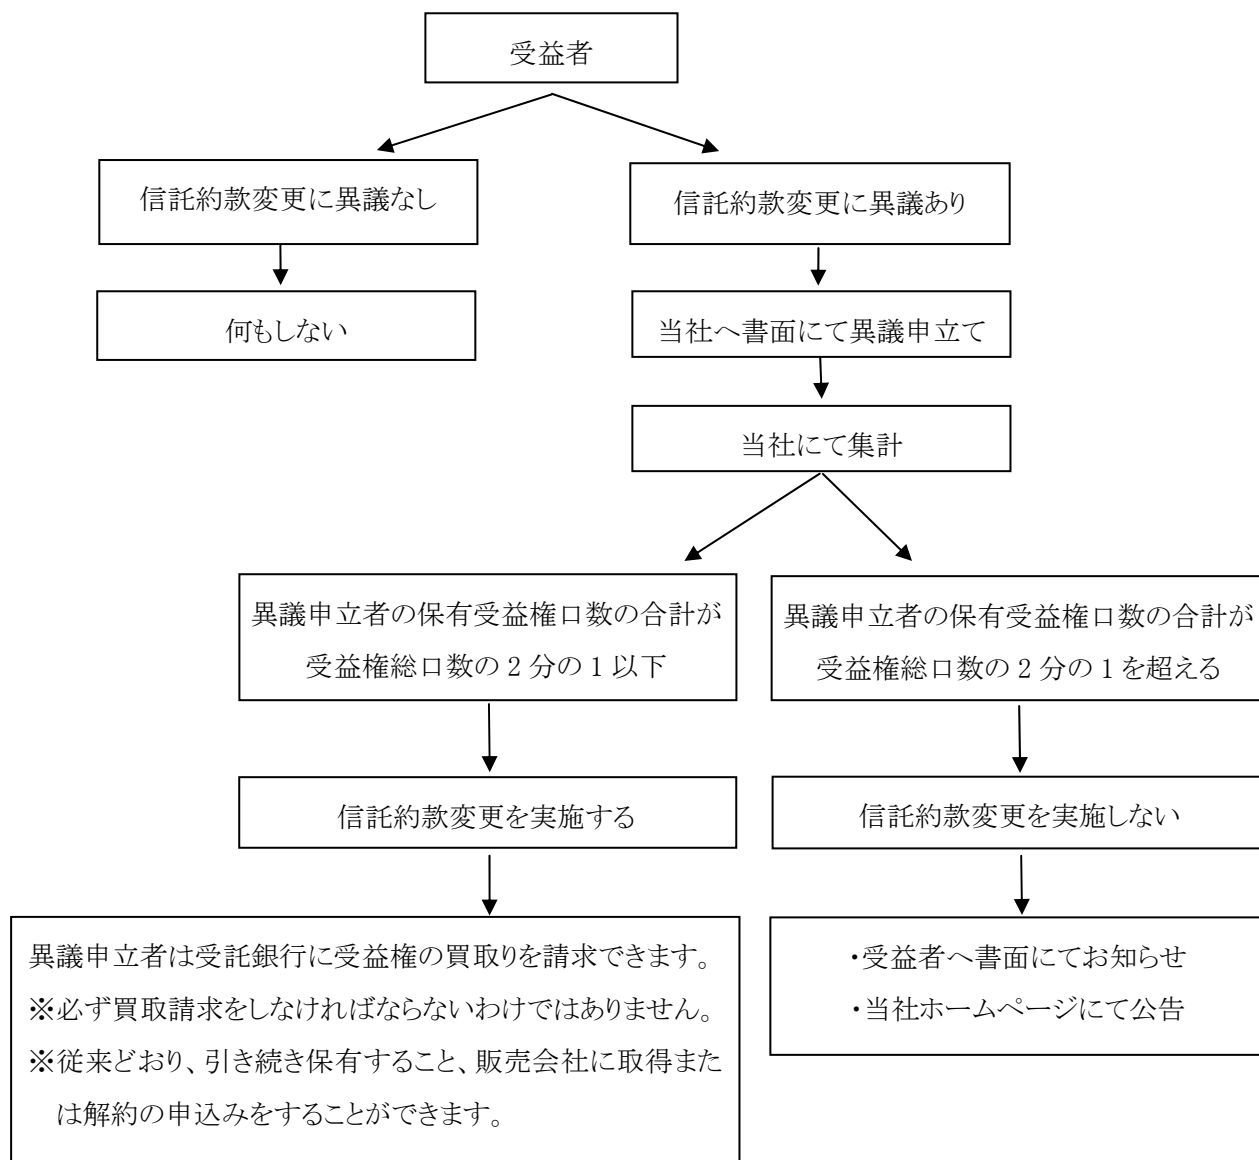 受益者
信託約款変更に異議なし
信託約款変更に異議あり
何もしない
当社へ書面にて異議申立て
当社にて集計
異議申立者の保有受益権口数の合計が
受益権総口数の 2 分の 1 以下
異議申立者の保有受益権口数の合計が
受益権総口数の 2 分の 1 を超える
信託約款変更を実施する
信託約款変更を実施しない
異議申立者は受託銀行に受益権の買取りを請求できます。
※必ず買取請求をしなければならないわけではありません。
※従来どおり、引き続き保有すること、販売会社に取得また
は解約の申込みをすることができます。
・受益者へ書面にてお知らせ
・当社ホームページにて公告